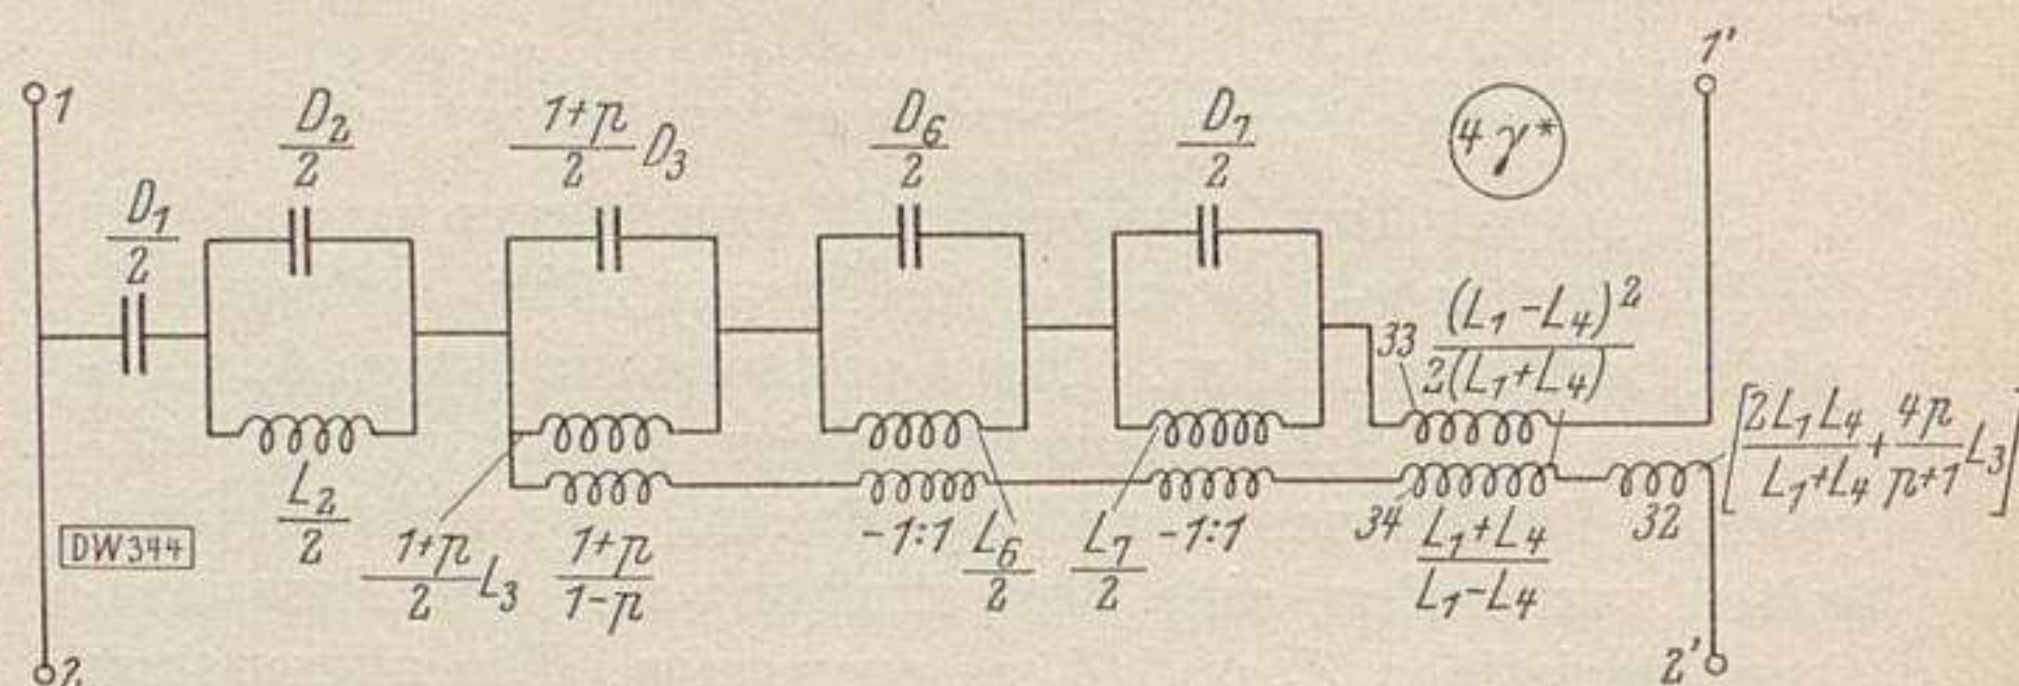 1
D₁/2
D₂/2
(1+p)/2 D₃
D₆/2
D₇/2
4γ*
1'
33 (L₁-L₄)²/2(L₁+L₄)
[2L₁L₄/(L₁+L₄) + 4p/(p+1) L₃]
L₂/2
(1+p)/2 L₃
(1+p)/(1-p)
-1:1
L₆/2
L₇/2
-1:1
34 (L₁+L₄)/(L₁-L₄)
32
DW344
2
2'